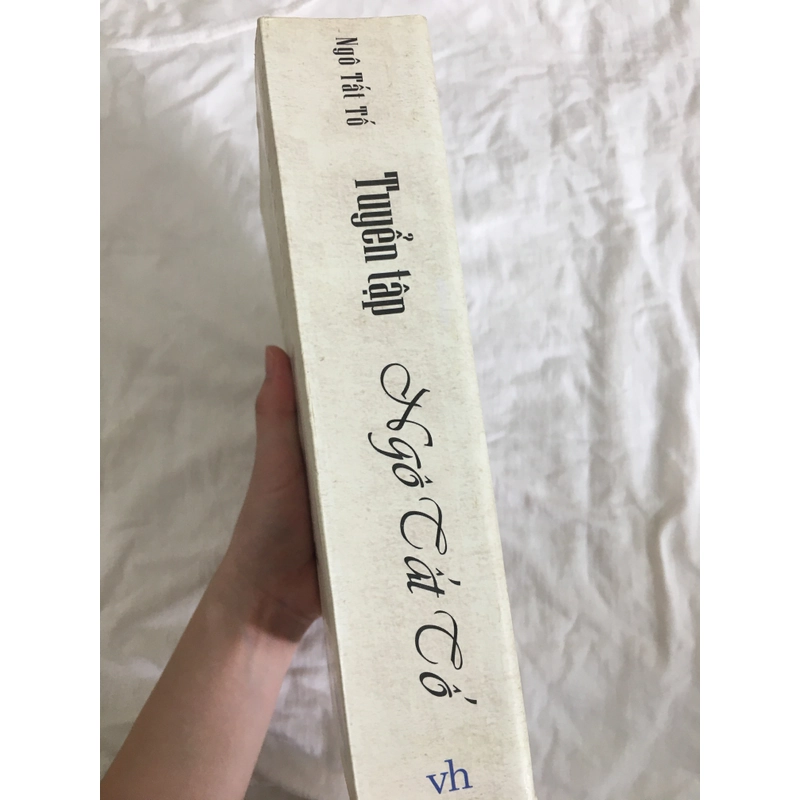 Ngô Tất Tố
Tuyển tập
Ngô Tất Tố
vh